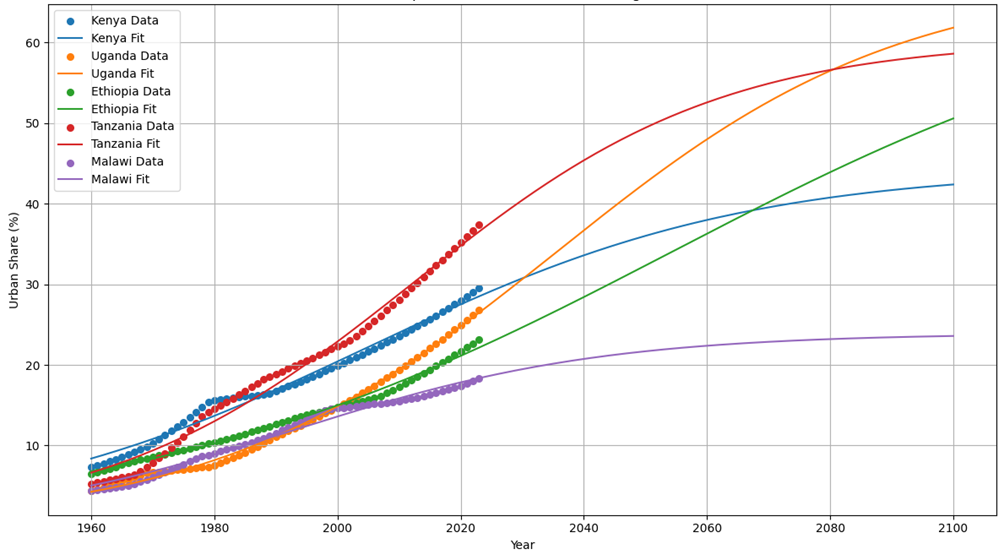 Kenya Data
Kenya Fit
Uganda Data
Uganda Fit
Ethiopia Data
Ethiopia Fit
Tanzania Data
Tanzania Fit
Malawi Data
Malawi Fit
Urban Share (%)
60
50
40
30
20
10
1960 1980 2000 2020 2040 2060 2080 2100
Year